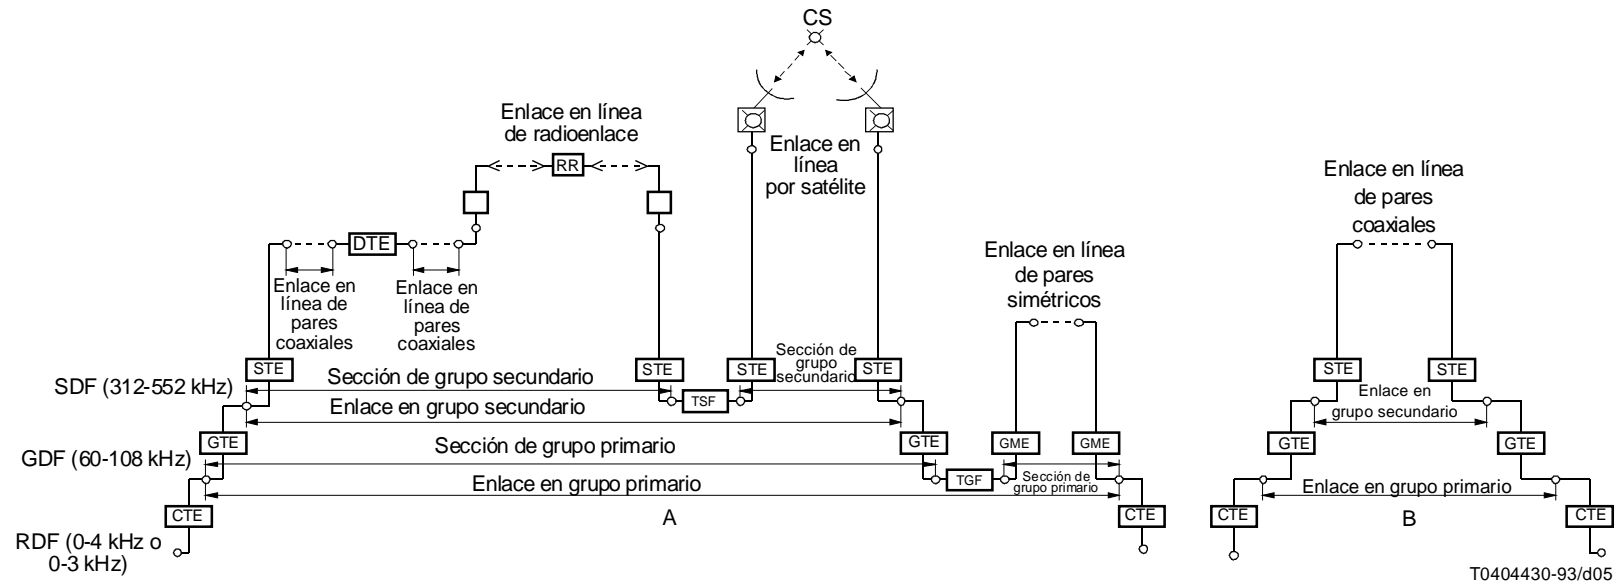 CS
Enlace en línea
de radioenlace
RR
Enlace en
línea
por satélite
Enlace en línea
de pares
coaxiales
DTE
Enlace en línea
de pares
simétricos
Enlace en
línea de
pares
coaxiales
Enlace en
línea de
pares
coaxiales
STE
STE
STE
Sección de
grupo
secundario
STE
STE
STE
SDF (312-552 kHz)
Sección de grupo secundario
TSF
Enlace en grupo secundario
Enlace en
grupo secundario
GTE
GTE
GME
GME
GTE
GTE
GDF (60-108 kHz)
Sección de grupo primario
TGF
Sección de
grupo primario
Enlace en grupo primario
Enlace en grupo primario
CTE
A
CTE
CTE
B
CTE
RDF (0-4 kHz o
0-3 kHz)
T0404430-93/d05